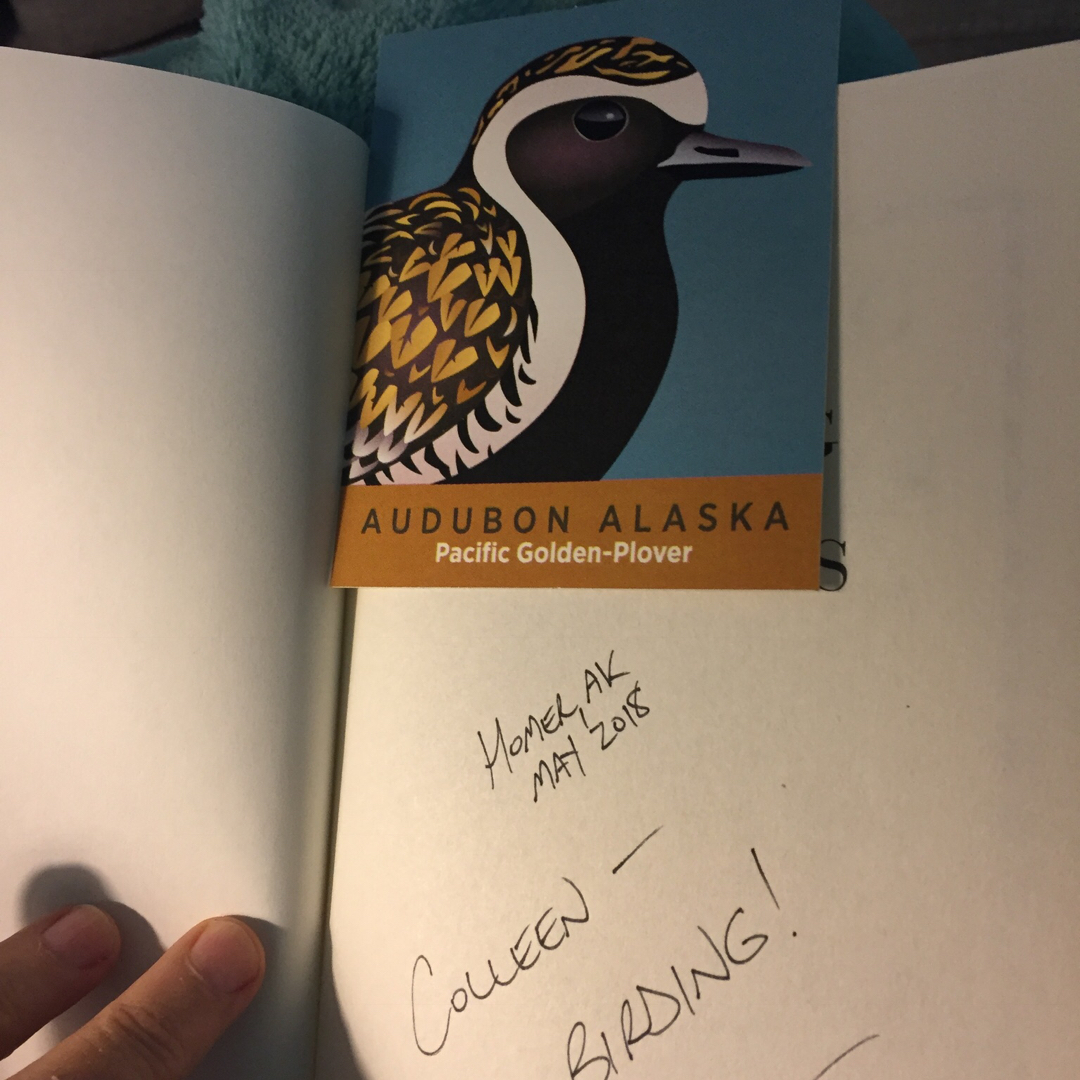 AUDUBON ALASKA
Pacific Golden-Plover
S
HOMER, AK
MAY 2018
COLLEEN —
BIRDING!